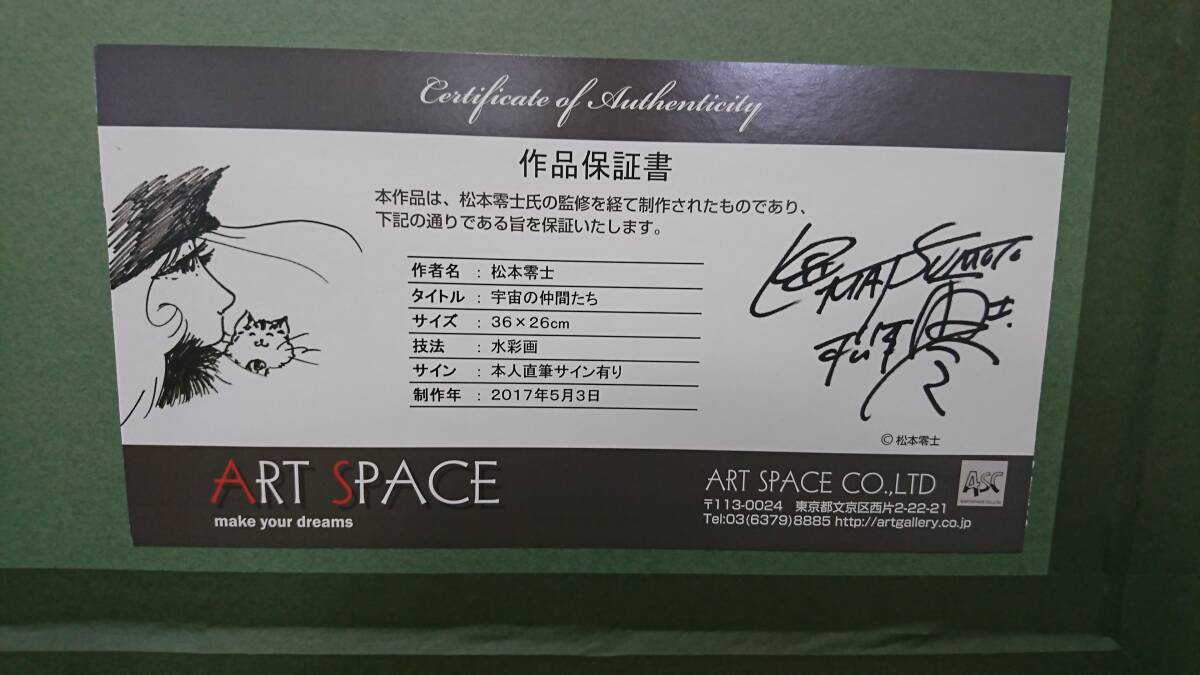 Certificate of Authenticity
作品保証書
本作品は、松本零士氏の監修を経て制作されたものであり、
下記の通りである旨を保証いたします。
作者名 : 松本零士
タイトル : 宇宙の仲間たち
サイズ : 36×26cm
技法 : 水彩画
サイン : 本人直筆サイン有り
制作年 : 2017年5月3日
MATSUMOTO
© 松本零士
ART SPACE
make your dreams
ART SPACE CO.,LTD
ASC
〒113-0024 東京都文京区西片2-22-21
Tel:03(6379)8885 http://artgallery.co.jp